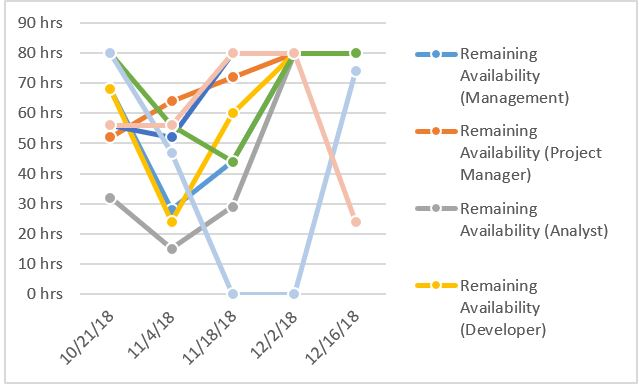 90 hrs
80 hrs
70 hrs
60 hrs
50 hrs
40 hrs
30 hrs
20 hrs
10 hrs
0 hrs
10/21/18
11/4/18
11/18/18
12/2/18
12/16/18
Remaining
Availability
(Management)
Remaining
Availability (Project
Manager)
Remaining
Availability (Analyst)
Remaining
Availability
(Developer)